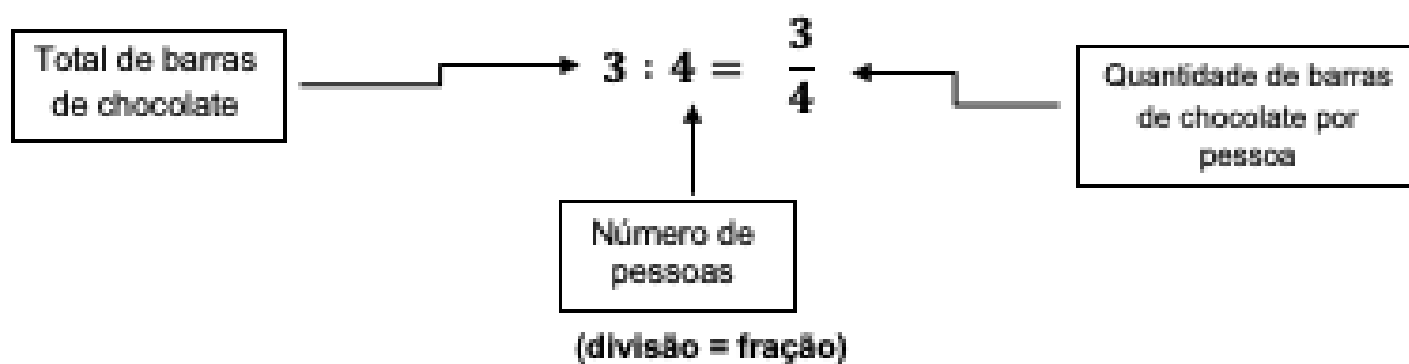 Total de barras
de chocolate
3 : 4 = 3/4
Quantidade de barras
de chocolate por
pessoa
Número de
pessoas
(divisão = fração)